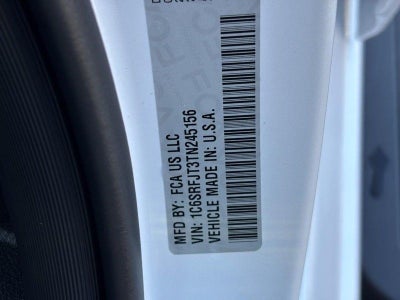 MFD BY: FCA US LLC
VIN: 1C6SRFJT3TN245156
VEHICLE MADE IN: U.S.A.